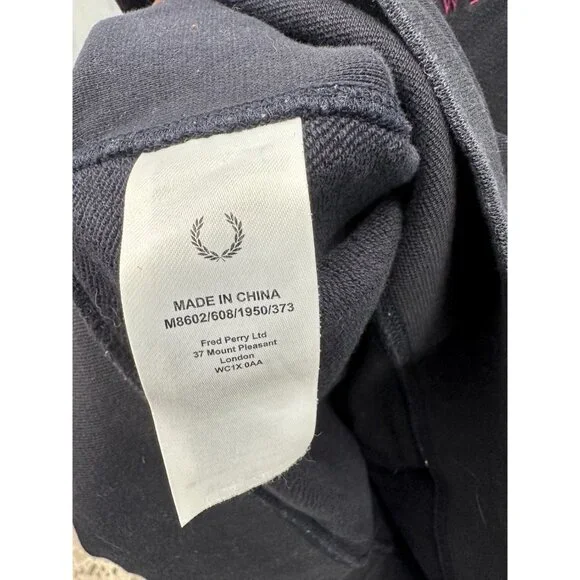 MADE IN CHINA
M8602/608/1950/373
Fred Perry Ltd
37 Mount Pleasant
London
WC1X 0AA